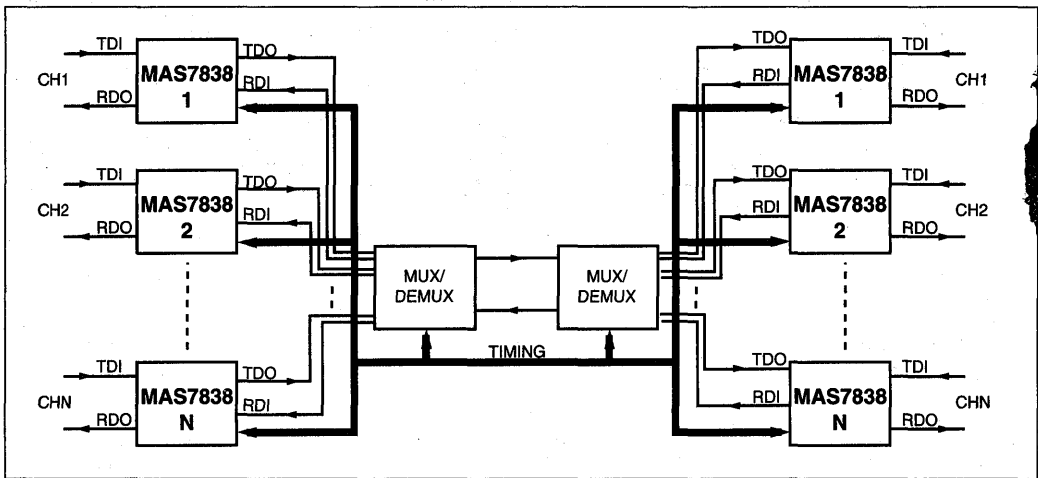 TDI
TDO
CH1
MAS7838
1
RDI
RDO
TDI
TDO
CH2
MAS7838
2
RDI
RDO
TDI
TDO
CHN
MAS7838
N
RDI
RDO
MUX/
DEMUX
MUX/
DEMUX
TIMING
TDO
TDI
MAS7838
1
CH1
RDI
RDO
TDO
TDI
MAS7838
2
CH2
RDI
RDO
TDO
TDI
MAS7838
N
CHN
RDI
RDO